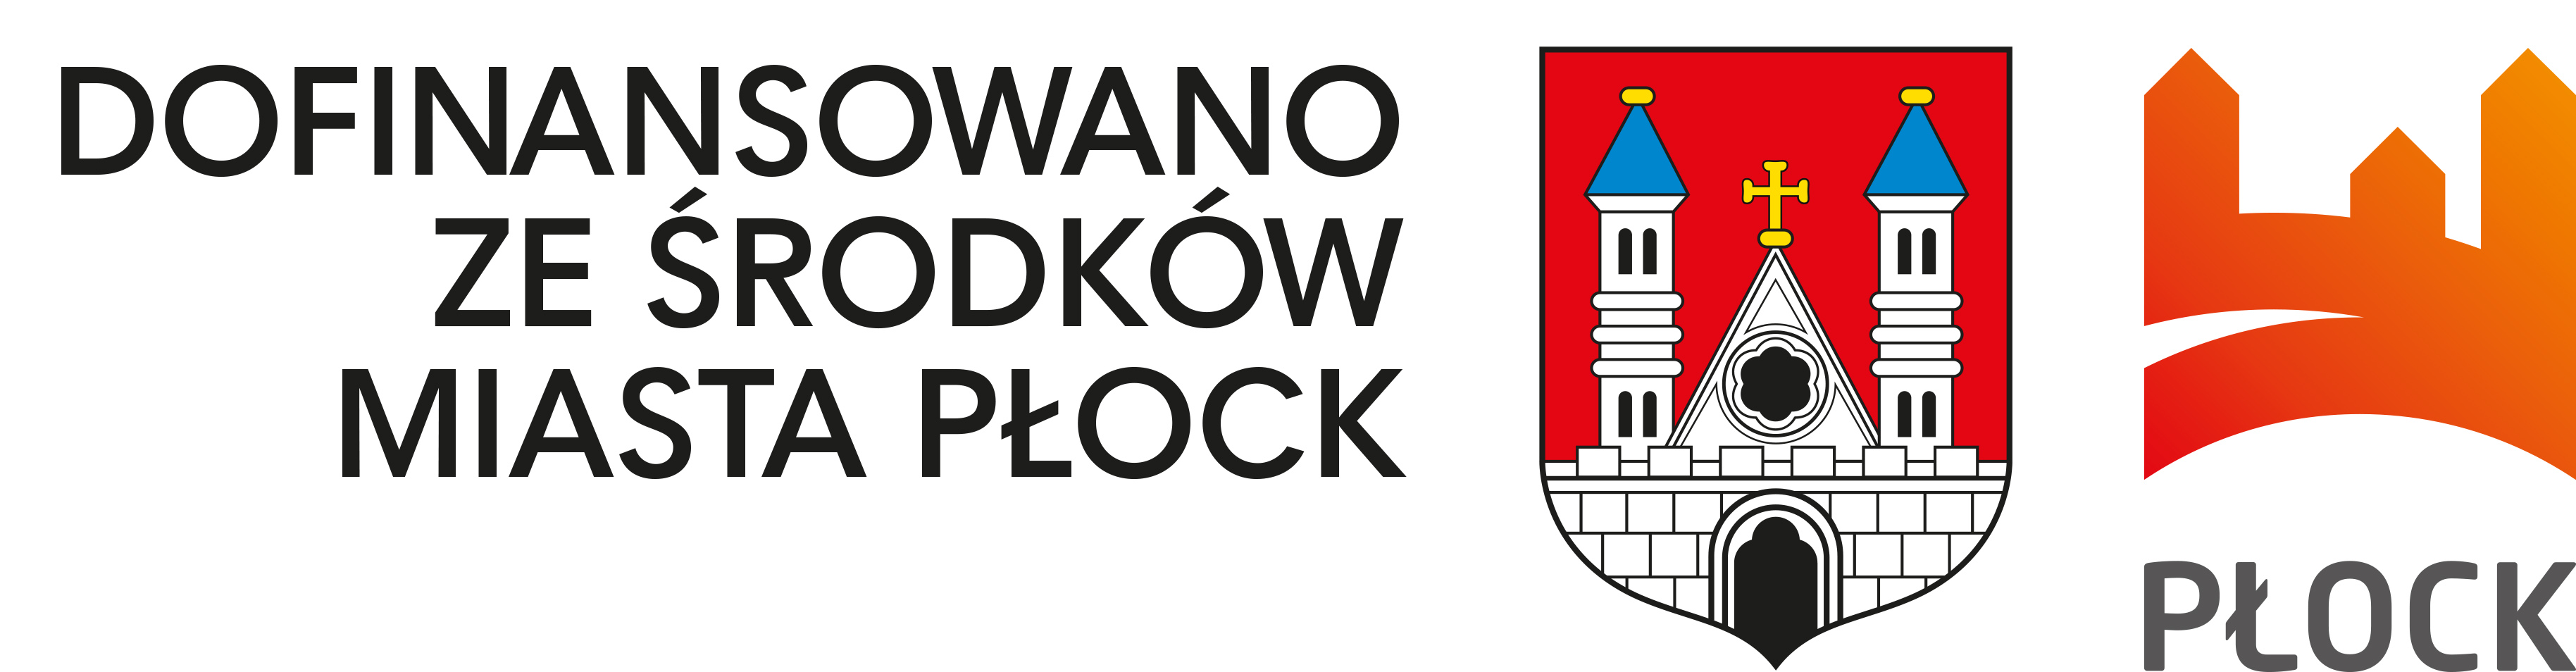 DOFINANSOWANO
ZE ŚRODKÓW
MIASTA PŁOCK
PŁOCK